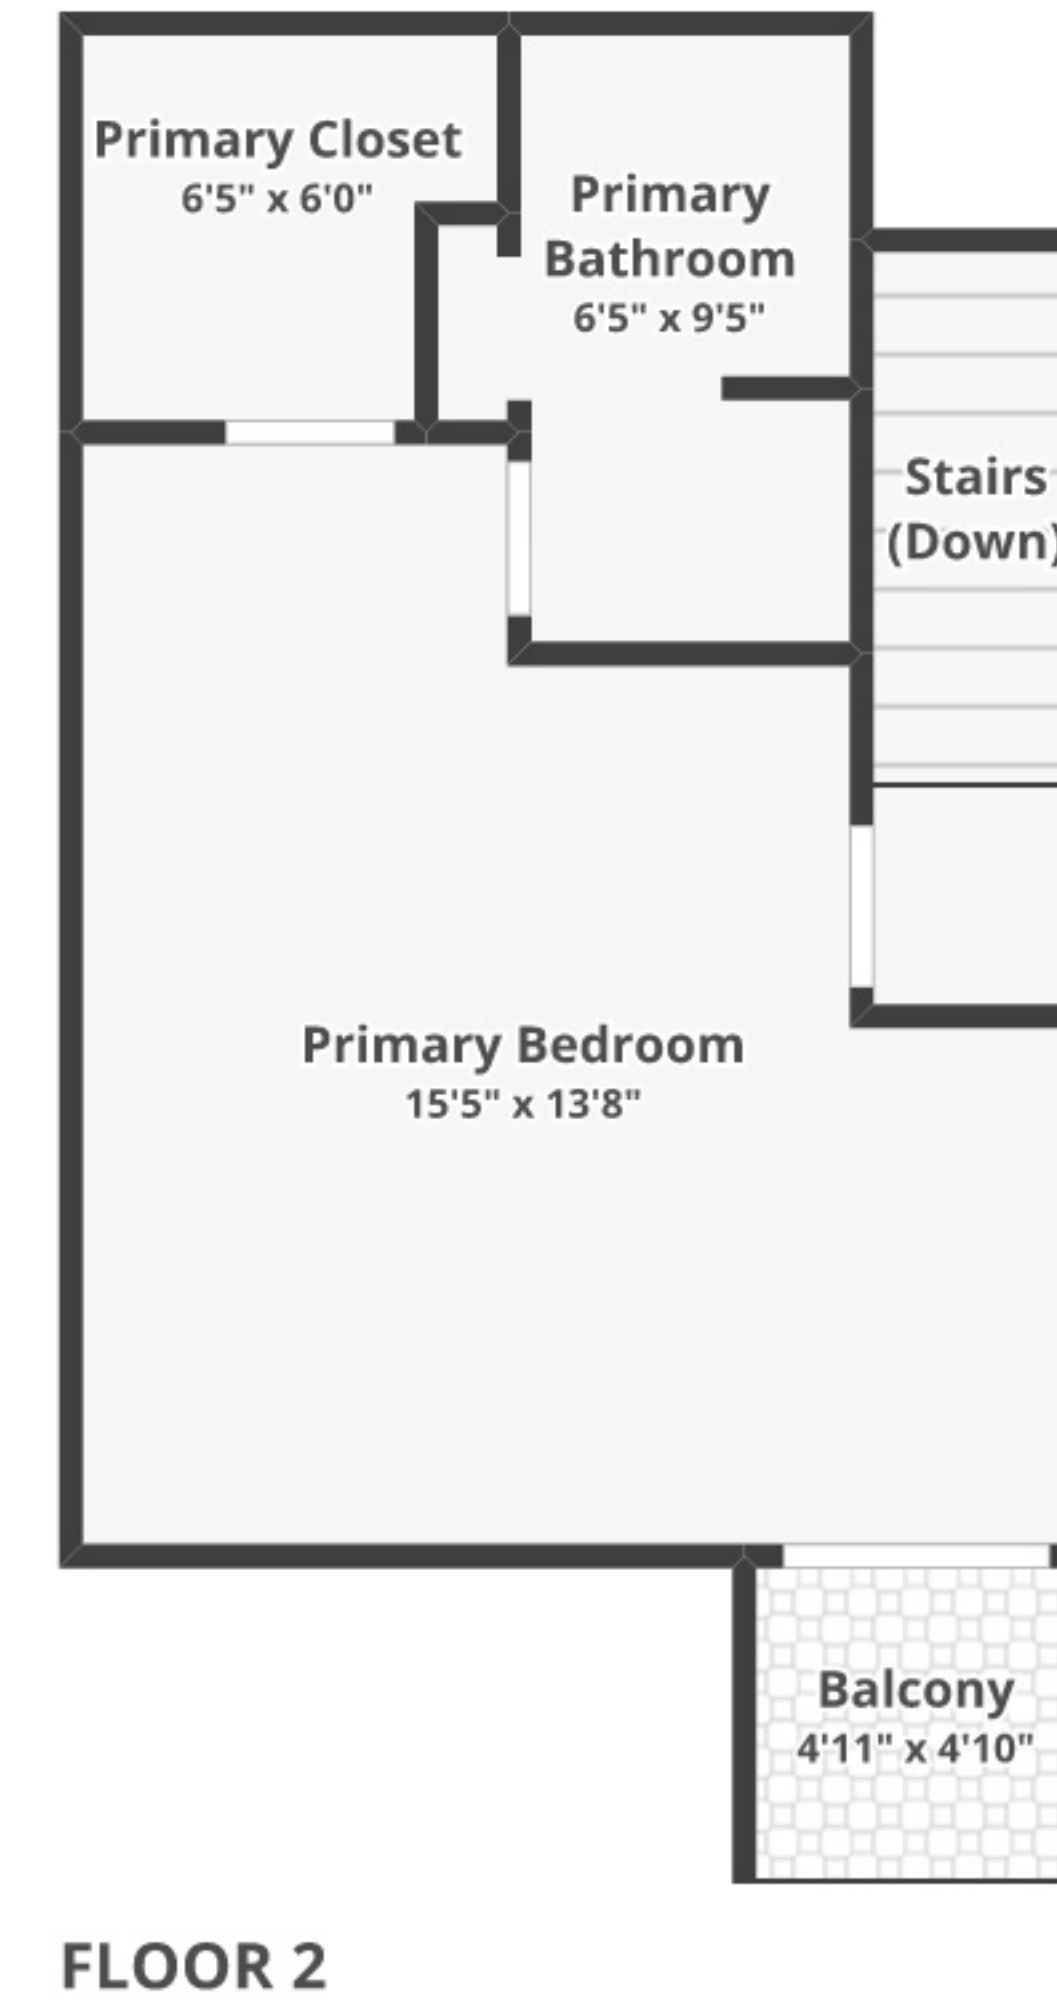 Primary Closet
6'5" x 6'0"
Primary
Bathroom
6'5" x 9'5"
Stairs
(Down)
Primary Bedroom
15'5" x 13'8"
Balcony
4'11" x 4'10"
FLOOR 2